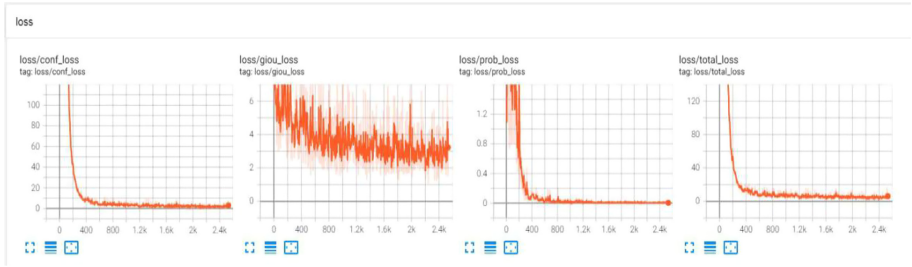 loss
loss/conf_loss
tag: loss/conf_loss
100
80
60
40
20
0
0 400 800 1.2k 1.6k 2k 2.4k
loss/giou_loss
tag: loss/giou_loss
6
4
2
0
0 400 800 1.2k 1.6k 2k 2.4k
loss/prob_loss
tag: loss/prob_loss
1.2
0.8
0.4
0
0 400 800 1.2k 1.6k 2k 2.4k
loss/total_loss
tag: loss/total_loss
120
80
40
0
0 400 800 1.2k 1.6k 2k 2.4k